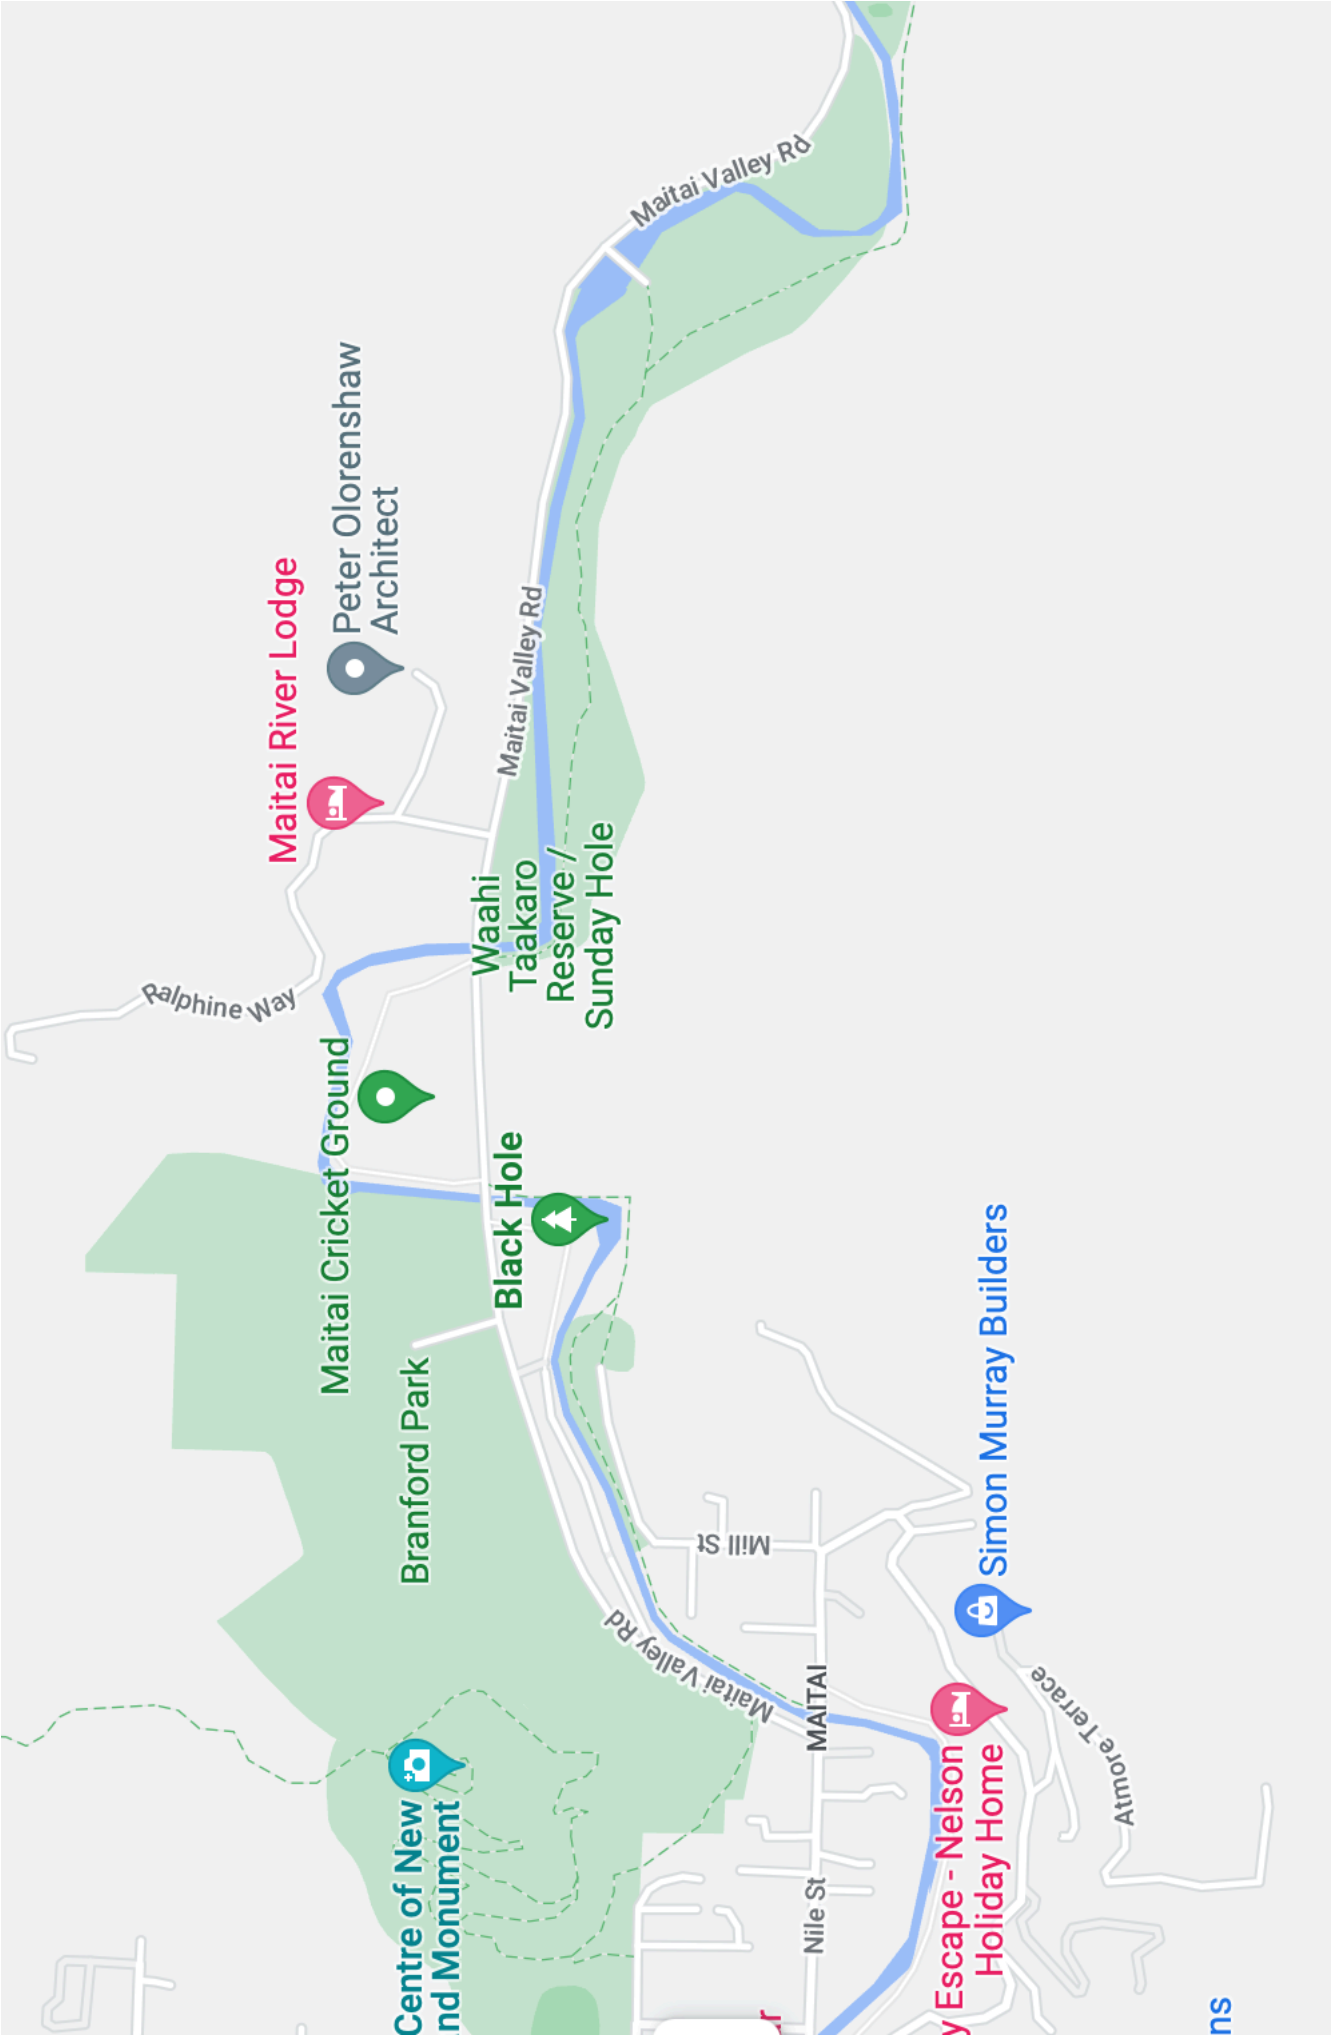 Maitai Valley Rd
Peter Olorenshaw
Architect
Maitai River Lodge
Maitai Valley Rd
Waahi
Taakaro
Reserve /
Sunday Hole
Ralphine Way
Maitai Cricket Ground
Black Hole
Branford Park
Simon Murray Builders
Mill St
Maitai Valley Rd
MAITAI
Atmore Terrace
Centre of New
nd Monument
Nile St
y Escape - Nelson
Holiday Home
r
ns